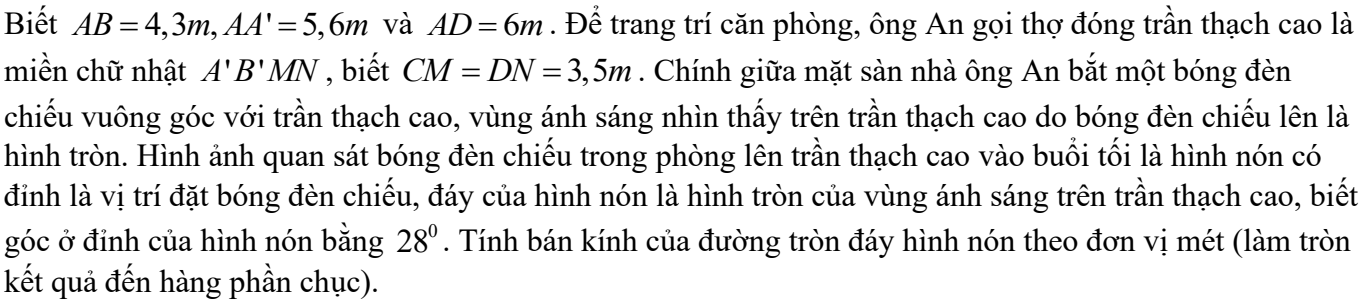 Biết AB = 4,3m, AA' = 5,6m và AD = 6m. Để trang trí căn phòng, ông An gọi thợ đóng trần thạch cao là
miền chữ nhật A'B'MN, biết CM = DN = 3,5m. Chính giữa mặt sàn nhà ông An bắt một bóng đèn
chiếu vuông góc với trần thạch cao, vùng ánh sáng nhìn thấy trên trần thạch cao do bóng đèn chiếu lên là
hình tròn. Hình ảnh quan sát bóng đèn chiếu trong phòng lên trần thạch cao vào buổi tối là hình nón có
đỉnh là vị trí đặt bóng đèn chiếu, đáy của hình nón là hình tròn của vùng ánh sáng trên trần thạch cao, biết
góc ở đỉnh của hình nón bằng 28⁰. Tính bán kính của đường tròn đáy hình nón theo đơn vị mét (làm tròn
kết quả đến hàng phần chục).